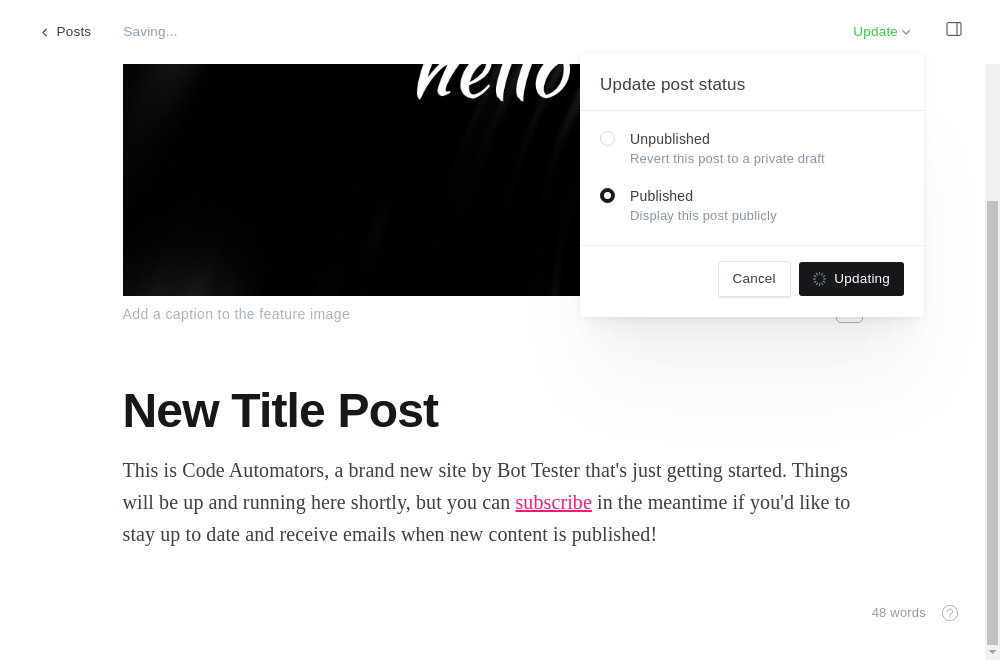 Posts
Saving...
Update
hello
Update post status
Unpublished
Revert this post to a private draft
Published
Display this post publicly
Cancel
Updating
Add a caption to the feature image
New Title Post
This is Code Automators, a brand new site by Bot Tester that's just getting started. Things
will be up and running here shortly, but you can subscribe in the meantime if you'd like to
stay up to date and receive emails when new content is published!
48 words
?